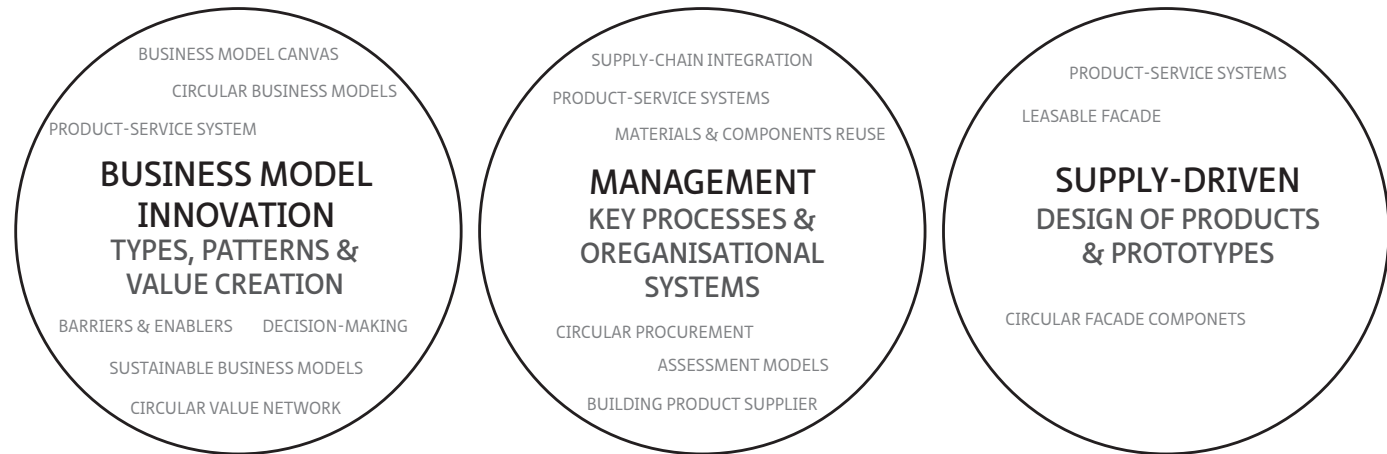 BUSINESS MODEL CANVAS
CIRCULAR BUSINESS MODELS
PRODUCT-SERVICE SYSTEM
BUSINESS MODEL
INNOVATION
TYPES, PATTERNS &
VALUE CREATION
BARRIERS & ENABLERS DECISION-MAKING
SUSTAINABLE BUSINESS MODELS
CIRCULAR VALUE NETWORK
SUPPLY-CHAIN INTEGRATION
PRODUCT-SERVICE SYSTEMS
MATERIALS & COMPONENTS REUSE
MANAGEMENT
KEY PROCESSES &
OREGANISATIONAL
SYSTEMS
CIRCULAR PROCUREMENT
ASSESSMENT MODELS
BUILDING PRODUCT SUPPLIER
PRODUCT-SERVICE SYSTEMS
LEASABLE FACADE
SUPPLY-DRIVEN
DESIGN OF PRODUCTS
& PROTOTYPES
CIRCULAR FACADE COMPONETS